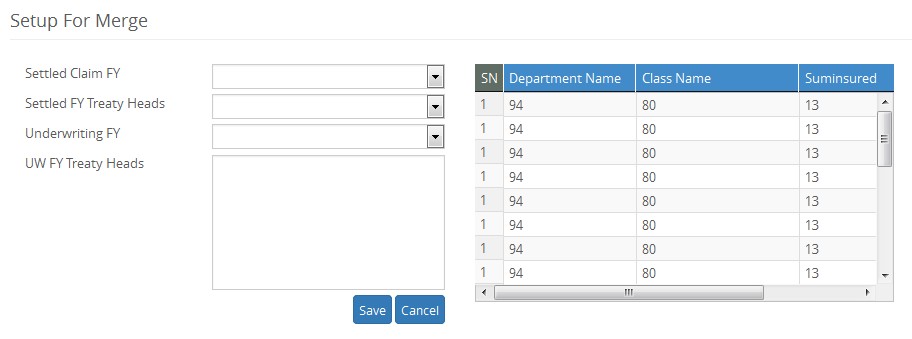 Setup For Merge
Settled Claim FY
Settled FY Treaty Heads
Underwriting FY
UW FY Treaty Heads
Save Cancel
SN Department Name Class Name Suminsured
1 94 80 13
1 94 80 13
1 94 80 13
1 94 80 13
1 94 80 13
1 94 80 13
1 94 80 13
1 94 80 13